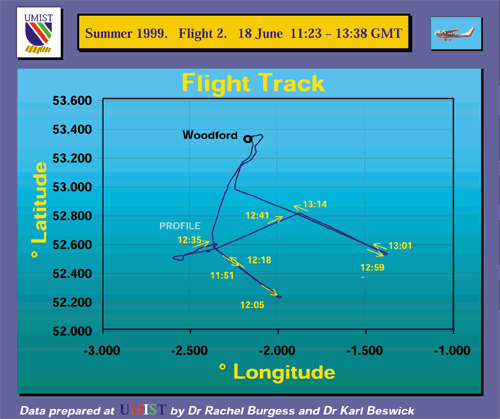 UMIST
Summer 1999. Flight 2. 18 June 11:23 – 13:38 GMT
Flight Track
53.600
53.400
53.200
53.000
52.800
52.600
52.400
52.200
52.000
° Latitude
Woodford
13:14
12:41
PROFILE
12:35
13:01
12:18
12:59
11:51
12:05
-3.000 -2.500 -2.000 -1.500 -1.000
° Longitude
Data prepared at UMIST by Dr Rachel Burgess and Dr Karl Beswick